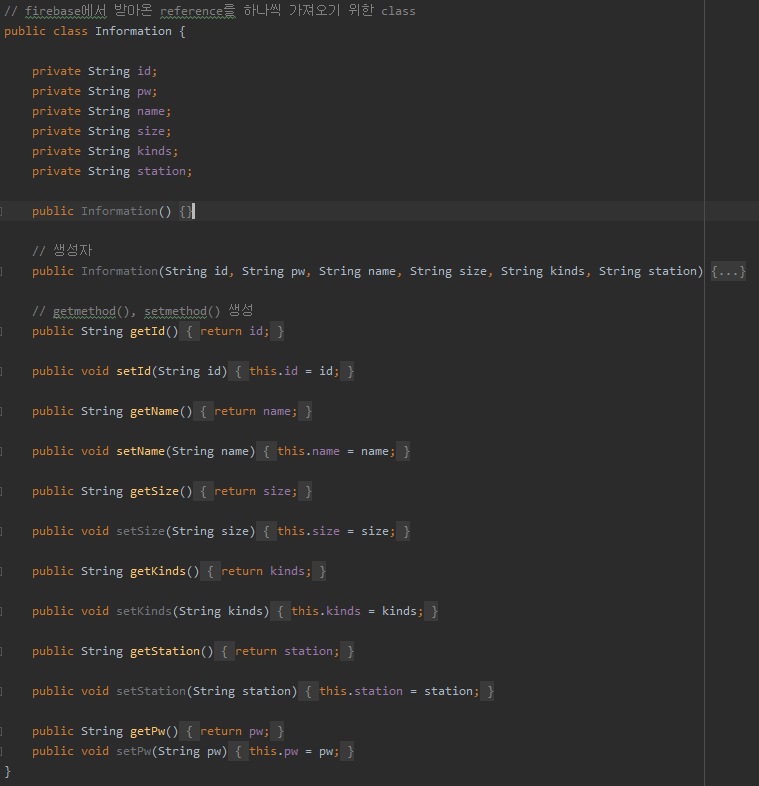 // firebase에서 받아온 reference를 하나씩 가져오기 위한 class
public class Information {
private String id;
private String pw;
private String name;
private String size;
private String kinds;
private String station;
public Information() {}
// 생성자
public Information(String id, String pw, String name, String size, String kinds, String station) {...}
// getmethod(), setmethod() 생성
public String getId() { return id; }
public void setId(String id) { this.id = id; }
public String getName() { return name; }
public void setName(String name) { this.name = name; }
public String getSize() { return size; }
public void setSize(String size) { this.size = size; }
public String getKinds() { return kinds; }
public void setKinds(String kinds) { this.kinds = kinds; }
public String getStation() { return station; }
public void setStation(String station) { this.station = station; }
public String getPw() { return pw; }
public void setPw(String pw) { this.pw = pw; }
}